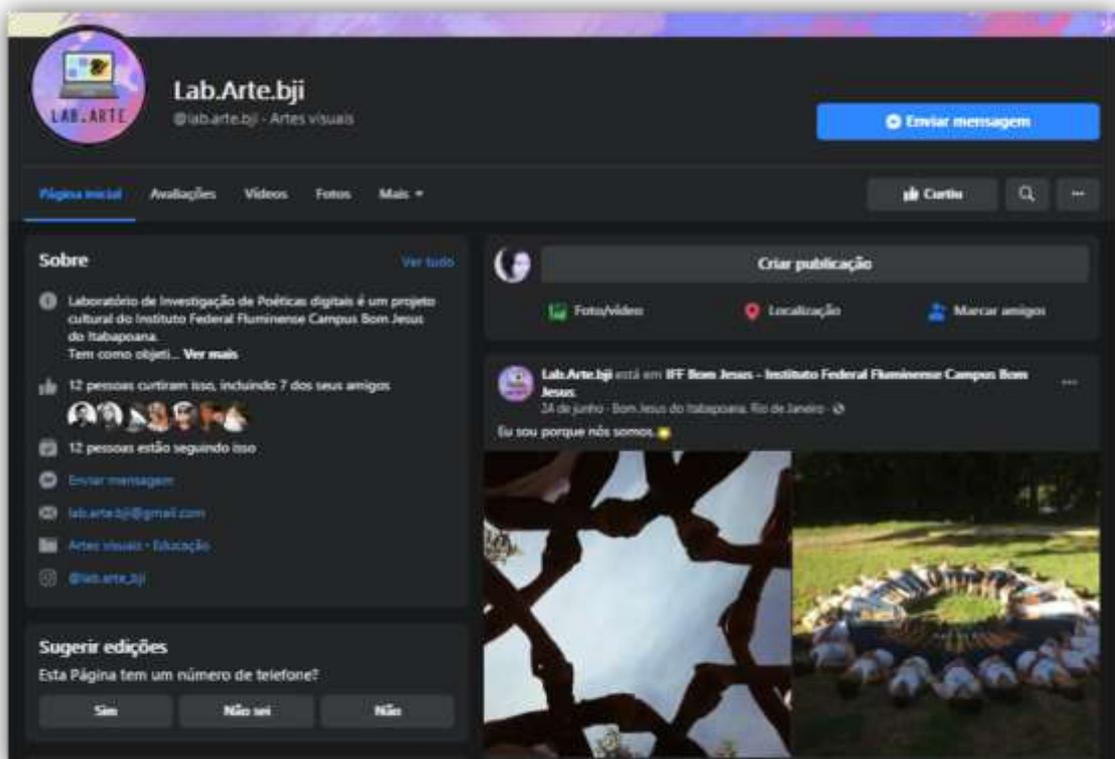 LAB.ARTE
Lab.Arte.bji
@lab.arte.bji · Artes visuais
Enviar mensagem
Página inicial
Avaliações
Vídeos
Fotos
Mais
Curtiu
Sobre
Ver tudo
Laboratório de Investigação de Poéticas digitais é um projeto
cultural do Instituto Federal Fluminense Campus Bom Jesus
do Itabapoana.
Tem como objeti... Ver mais
12 pessoas curtiram isso, incluindo 7 dos seus amigos
12 pessoas estão seguindo isso
Enviar mensagem
lab.arte.bji@gmail.com
Artes visuais · Educação
@lab.arte_bji
Sugerir edições
Esta Página tem um número de telefone?
Sim
Não sei
Não
Criar publicação
Foto/vídeo
Localização
Marcar amigos
Lab.Arte.bji está em IFF Bom Jesus - Instituto Federal Fluminense Campus Bom
Jesus.
24 de junho · Bom Jesus do Itabapoana, Rio de Janeiro ·
Eu sou porque nós somos.